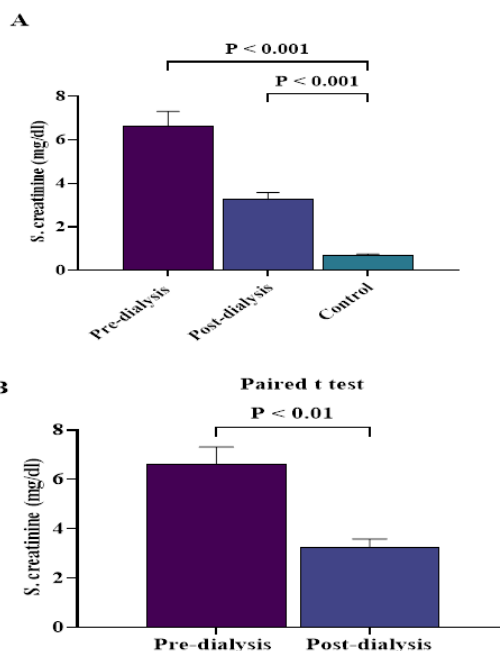 A
P < 0.001
P < 0.001
S. creatinine (mg/dl)
8
6
4
2
0
Pre-dialysis
Post-dialysis
Control
B
Paired t test
P < 0.01
S. creatinine (mg/dl)
8
6
4
2
0
Pre-dialysis Post-dialysis